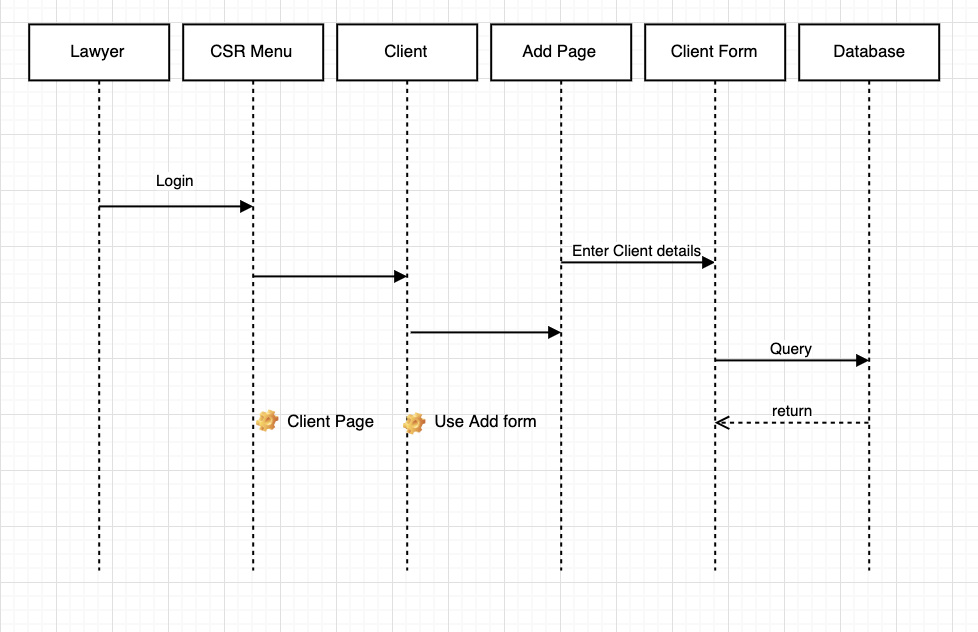 Lawyer
CSR Menu
Client
Add Page
Client Form
Database
Login
Enter Client details
Query
return
Client Page
Use Add form